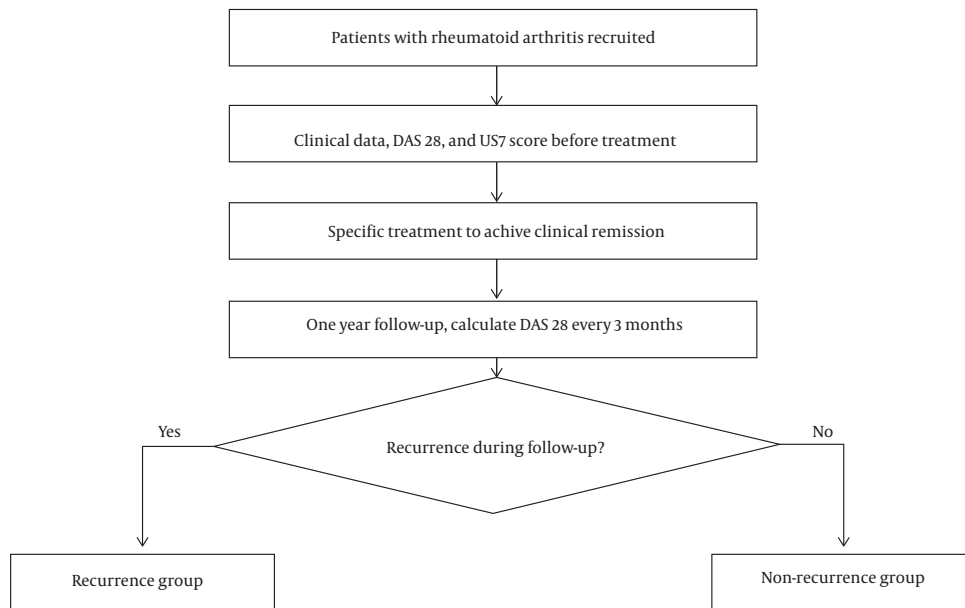 Patients with rheumatoid arthritis recruited
Clinical data, DAS 28, and US7 score before treatment
Specific treatment to achive clinical remission
One year follow-up, calculate DAS 28 every 3 months
Yes
No
Recurrence during follow-up?
Recurrence group
Non-recurrence group